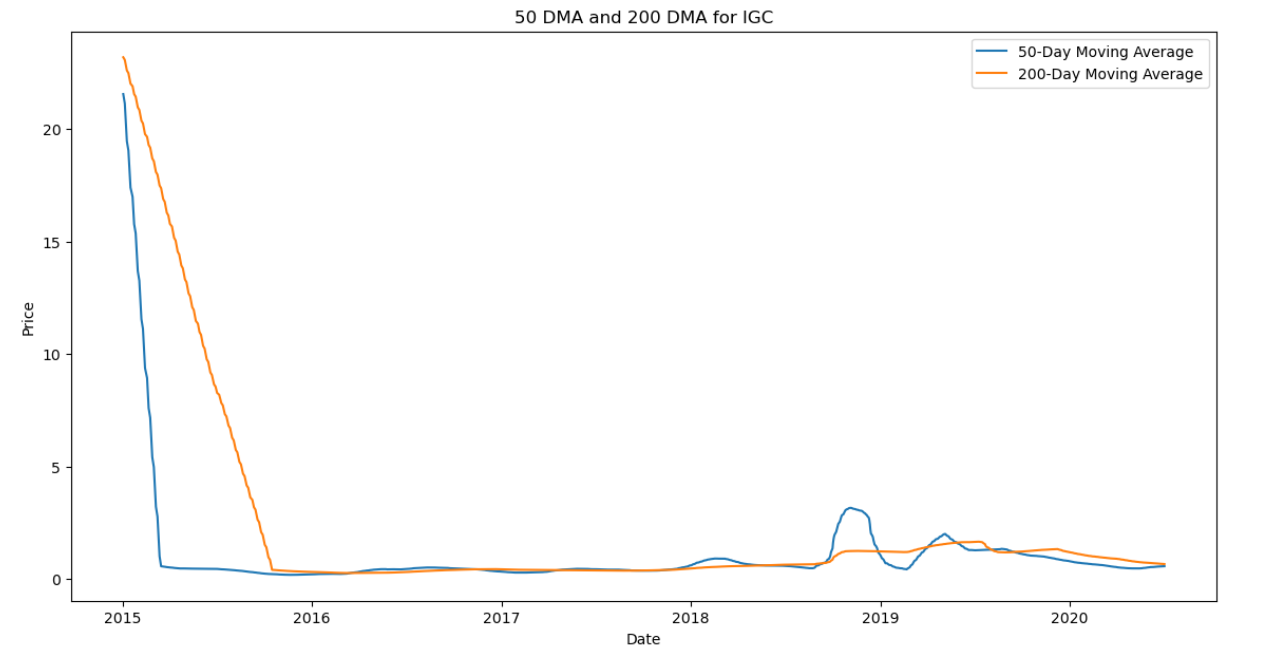 50 DMA and 200 DMA for IGC
50-Day Moving Average
200-Day Moving Average
20
15
10
5
0
Price
2015 2016 2017 2018 2019 2020
Date